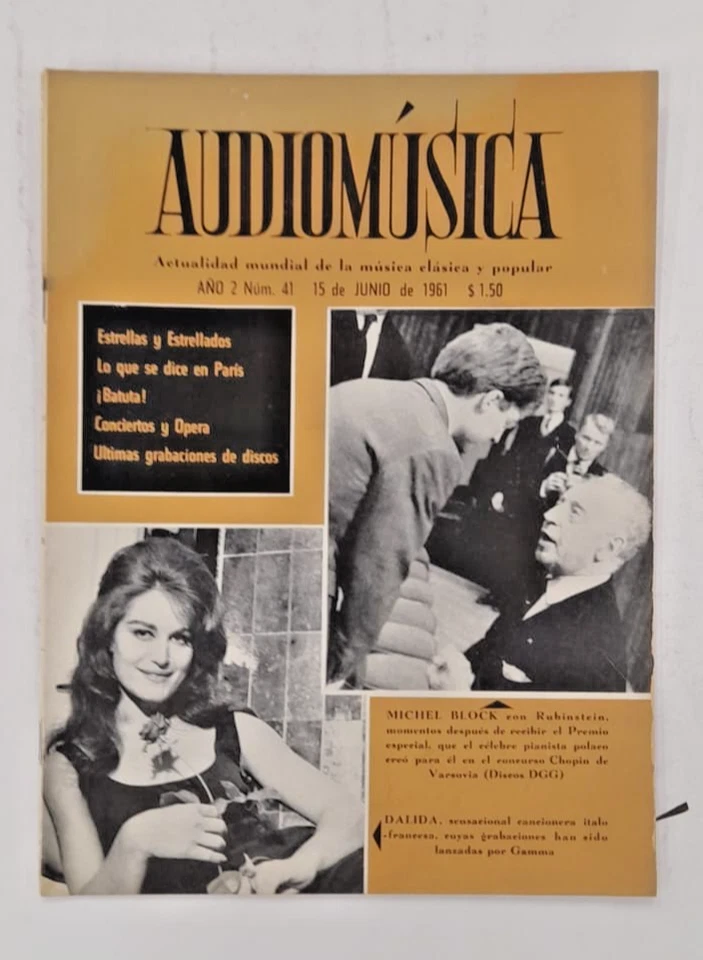 AUDIOMÚSICA
Actualidad mundial de la música clásica y popular
AÑO 2 Núm. 41 15 de JUNIO de 1961 $ 1.50
Estrellas y Estrellados
Lo que se dice en París
¡Batuta!
Conciertos y Opera
Ultimas grabaciones de discos
MICHEL BLOCK con Rubinstein,
momentos después de recibir el Premio
especial, que el célebre pianista polaco
creó para él en el concurso Chopin de
Varsovia (Discos DGG)
DALIDA, sensacional cancionera italo
-francesa, cuyas grabaciones han sido
lanzadas por Gamma